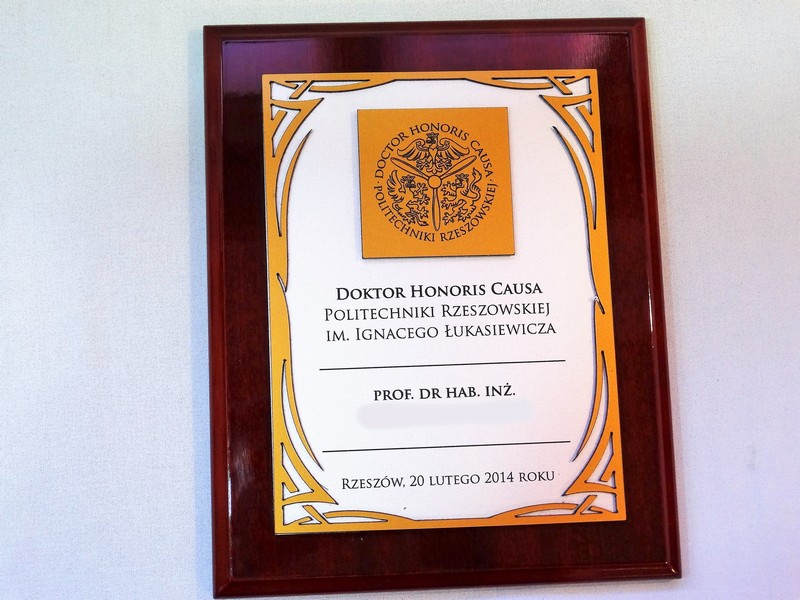 DOCTOR HONORIS CAUSA
POLITECHNIKI RZESZOWSKIEJ
DOKTOR HONORIS CAUSA
POLITECHNIKI RZESZOWSKIEJ
IM. IGNACEGO ŁUKASIEWICZA
PROF. DR HAB. INŻ.
RZESZÓW, 20 LUTEGO 2014 ROKU